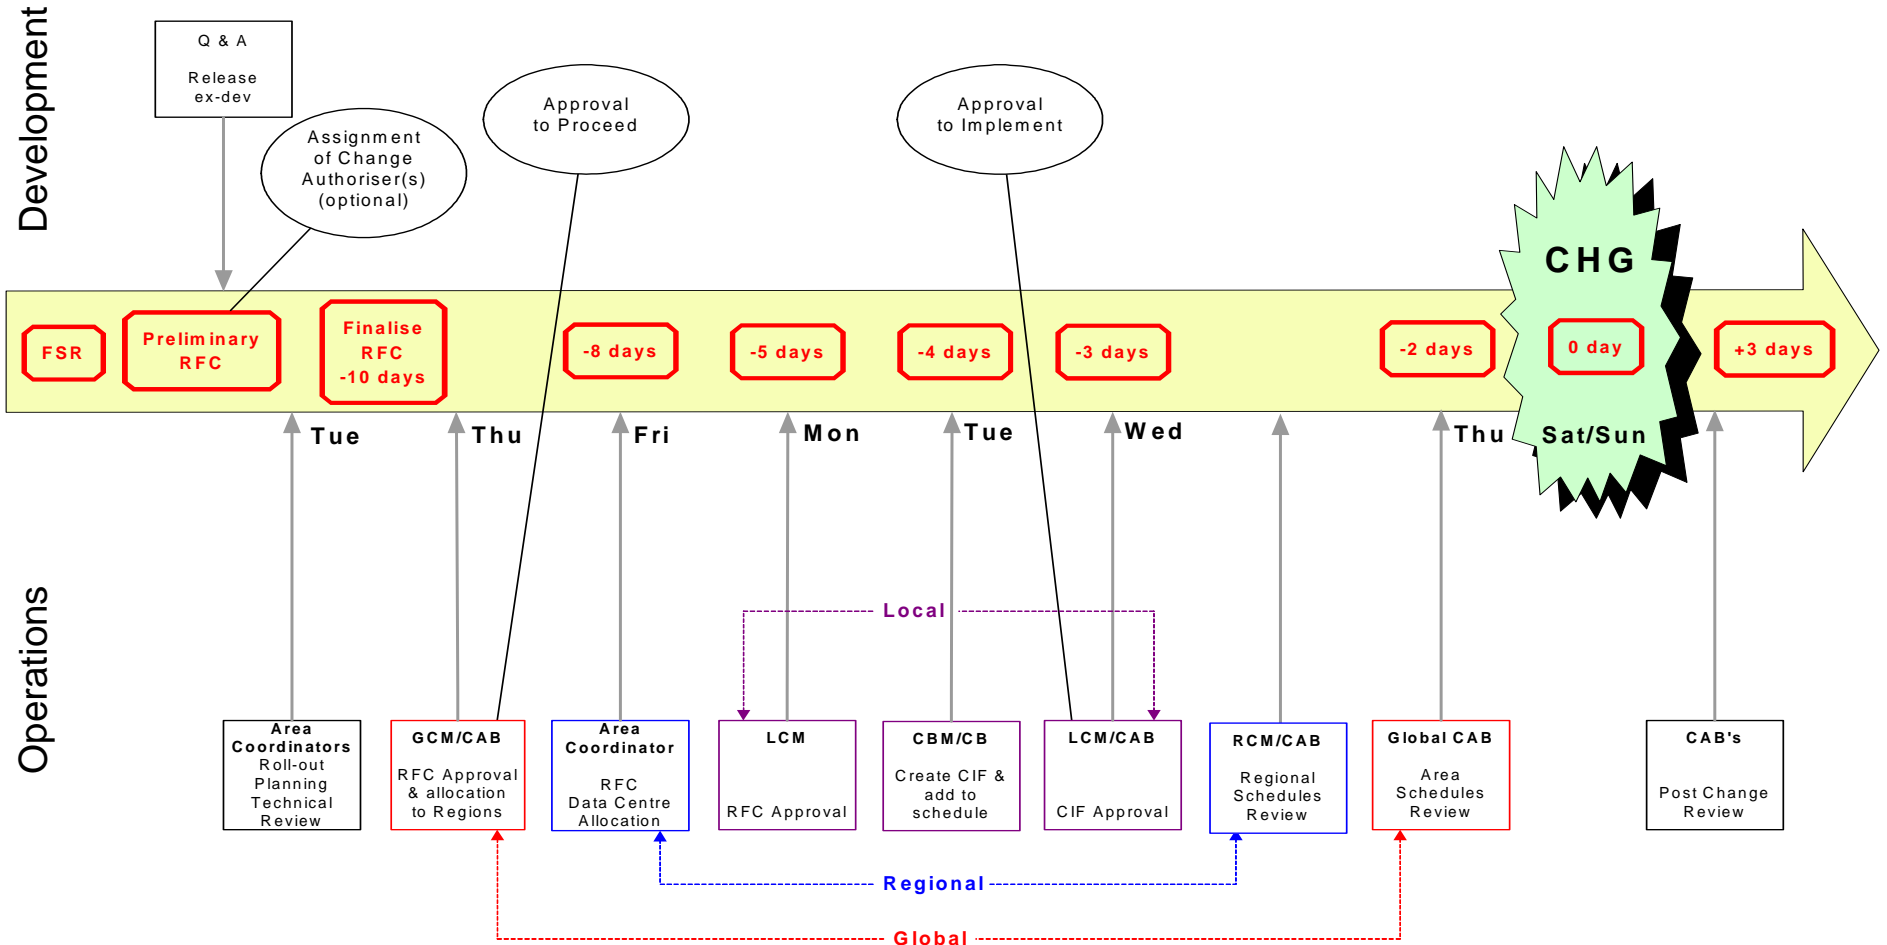 Development
Q & A
Release
ex-dev
Assignment
of Change
Authoriser(s)
(optional)
Approval
to Proceed
Approval
to Implement
CHG
FSR
Preliminary
RFC
Finalise
RFC
-10 days
-8 days
-5 days
-4 days
-3 days
-2 days
0 day
+3 days
Tue
Thu
Fri
Mon
Tue
Wed
Thu
Sat/Sun
Operations
Local
Area
Coordinators
Roll-out
Planning
Technical
Review
GCM/CAB
RFC Approval
& allocation
to Regions
Area
Coordinator
RFC
Data Centre
Allocation
LCM
RFC Approval
CBM/CB
Create CIF &
add to
schedule
LCM/CAB
CIF Approval
RCM/CAB
Regional
Schedules
Review
Global CAB
Area
Schedules
Review
CAB's
Post Change
Review
Regional
Global